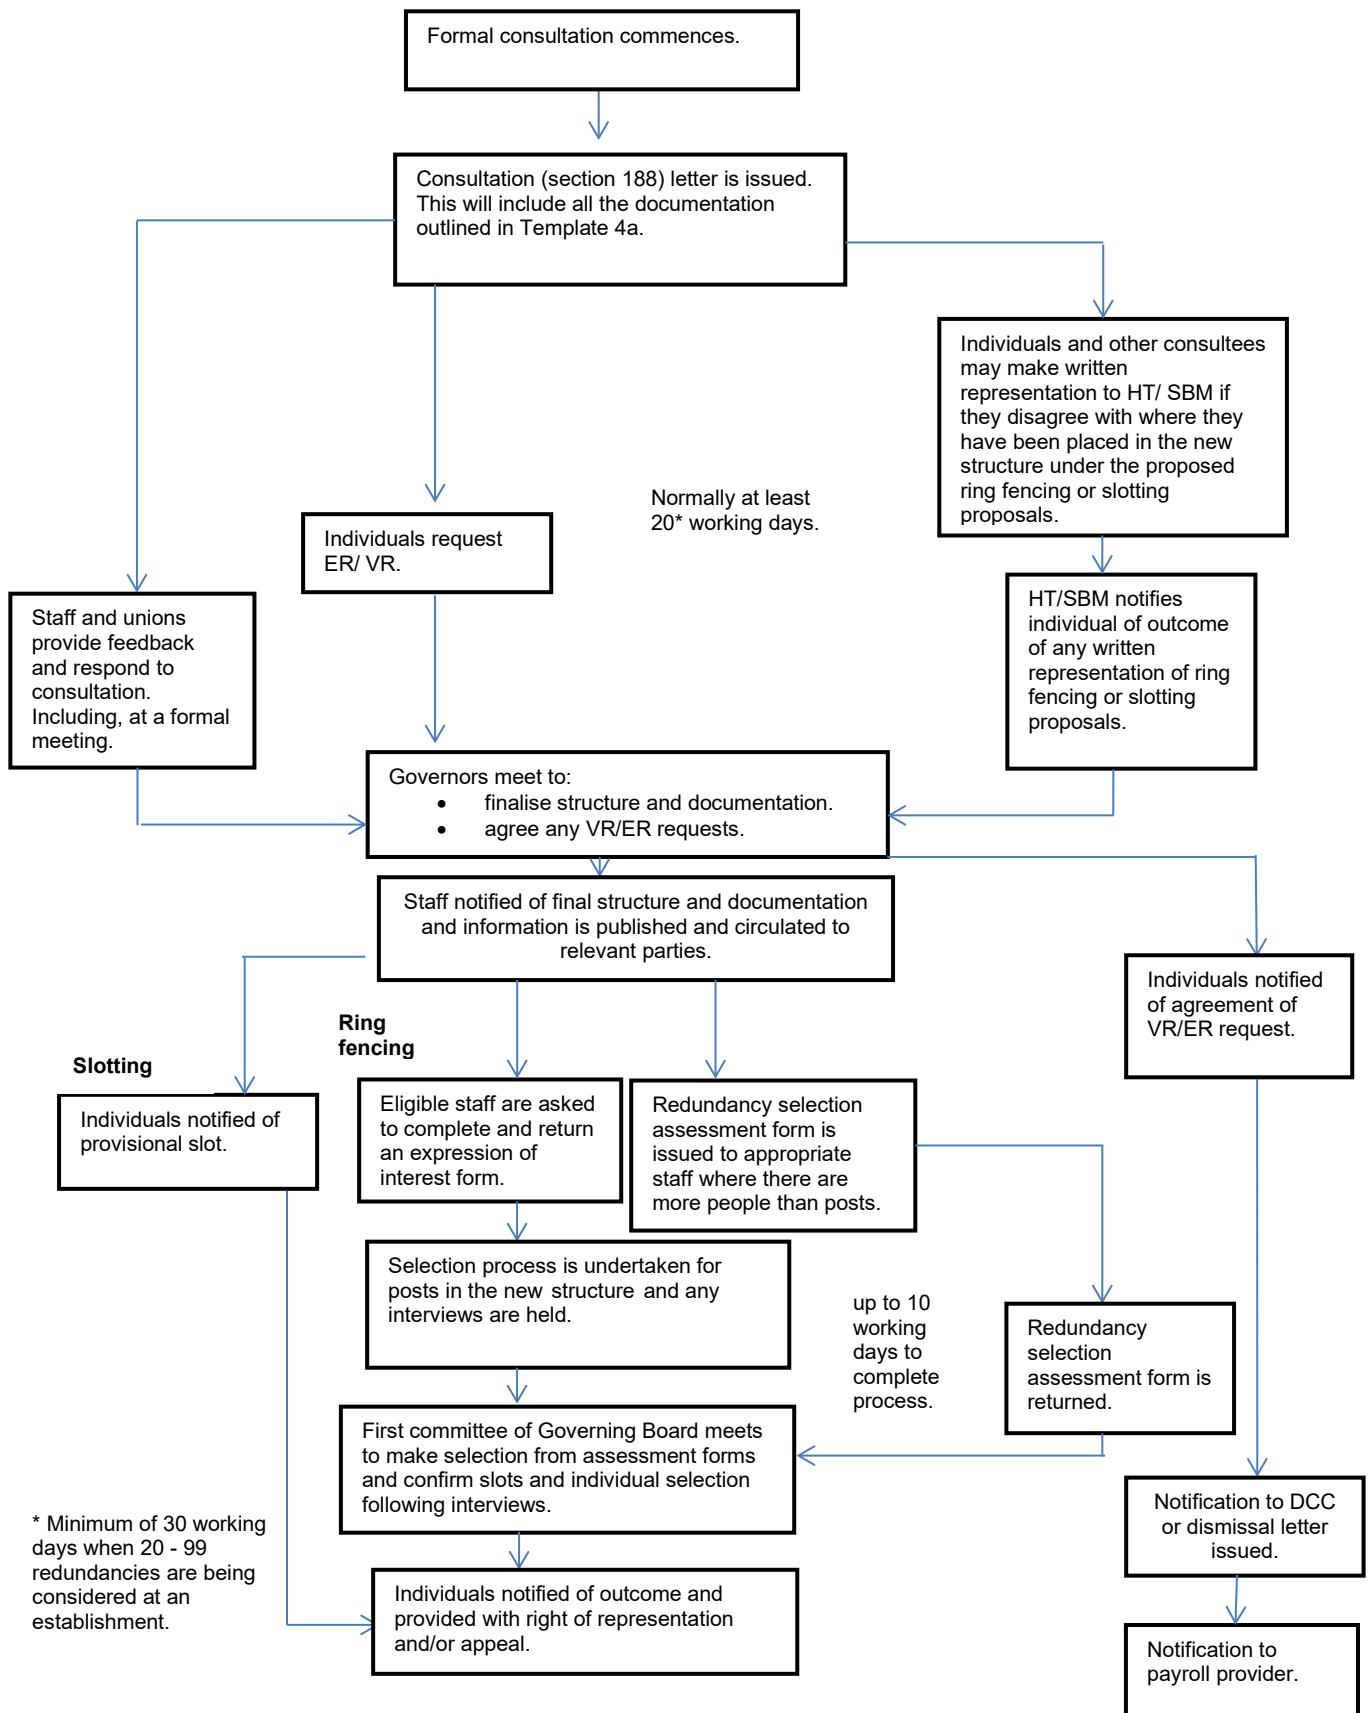 Formal consultation commences.
Consultation (section 188) letter is issued.
This will include all the documentation
outlined in Template 4a.
Individuals and other consultees
may make written
representation to HT/ SBM if
they disagree with where they
have been placed in the new
structure under the proposed
ring fencing or slotting
proposals.
Normally at least
20* working days.
Individuals request
ER/ VR.
Staff and unions
provide feedback
and respond to
consultation.
Including, at a formal
meeting.
HT/SBM notifies
individual of outcome
of any written
representation of ring
fencing or slotting
proposals.
Governors meet to:
• finalise structure and documentation.
• agree any VR/ER requests.
Staff notified of final structure and documentation
and information is published and circulated to
relevant parties.
Individuals notified
of agreement of
VR/ER request.
Ring
fencing
Slotting
Individuals notified of
provisional slot.
Eligible staff are asked
to complete and return
an expression of
interest form.
Redundancy selection
assessment form is
issued to appropriate
staff where there are
more people than posts.
Selection process is undertaken for
posts in the new structure and any
interviews are held.
up to 10
working
days to
complete
process.
Redundancy
selection
assessment form is
returned.
First committee of Governing Board meets
to make selection from assessment forms
and confirm slots and individual selection
following interviews.
Notification to DCC
or dismissal letter
issued.
* Minimum of 30 working
days when 20 - 99
redundancies are being
considered at an
establishment.
Individuals notified of outcome and
provided with right of representation
and/or appeal.
Notification to
payroll provider.